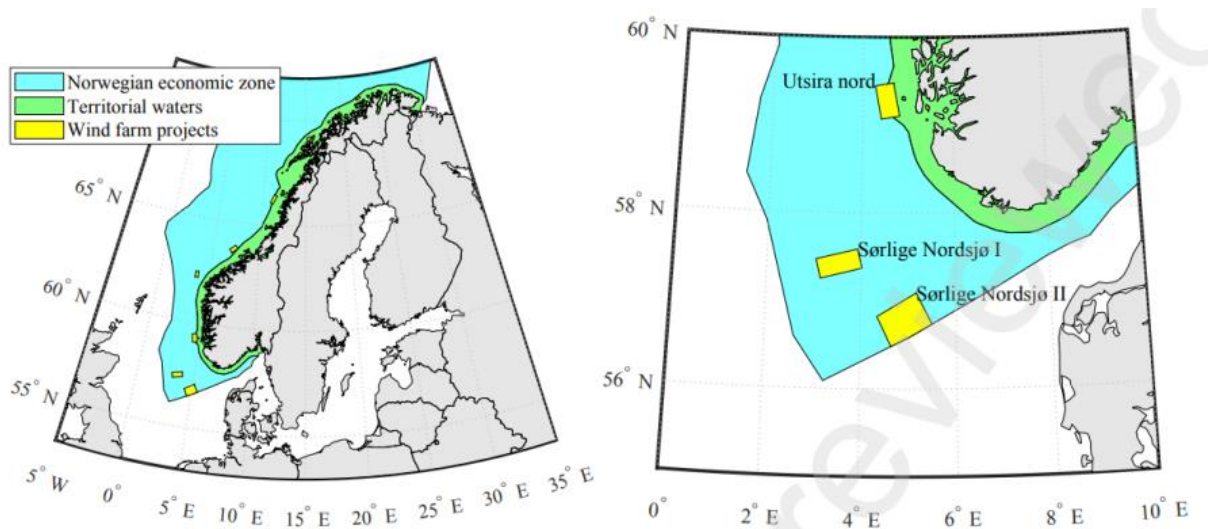 Norwegian economic zone
Territorial waters
Wind farm projects
65° N
60° N
55° N
5° W
0°
5° E
10° E
15° E
20° E
25° E
30° E
35° E
60° N
58° N
56° N
Utsira nord
Sørlige Nordsjø I
Sørlige Nordsjø II
0°
2° E
4° E
6° E
8° E
10° E
reviewed